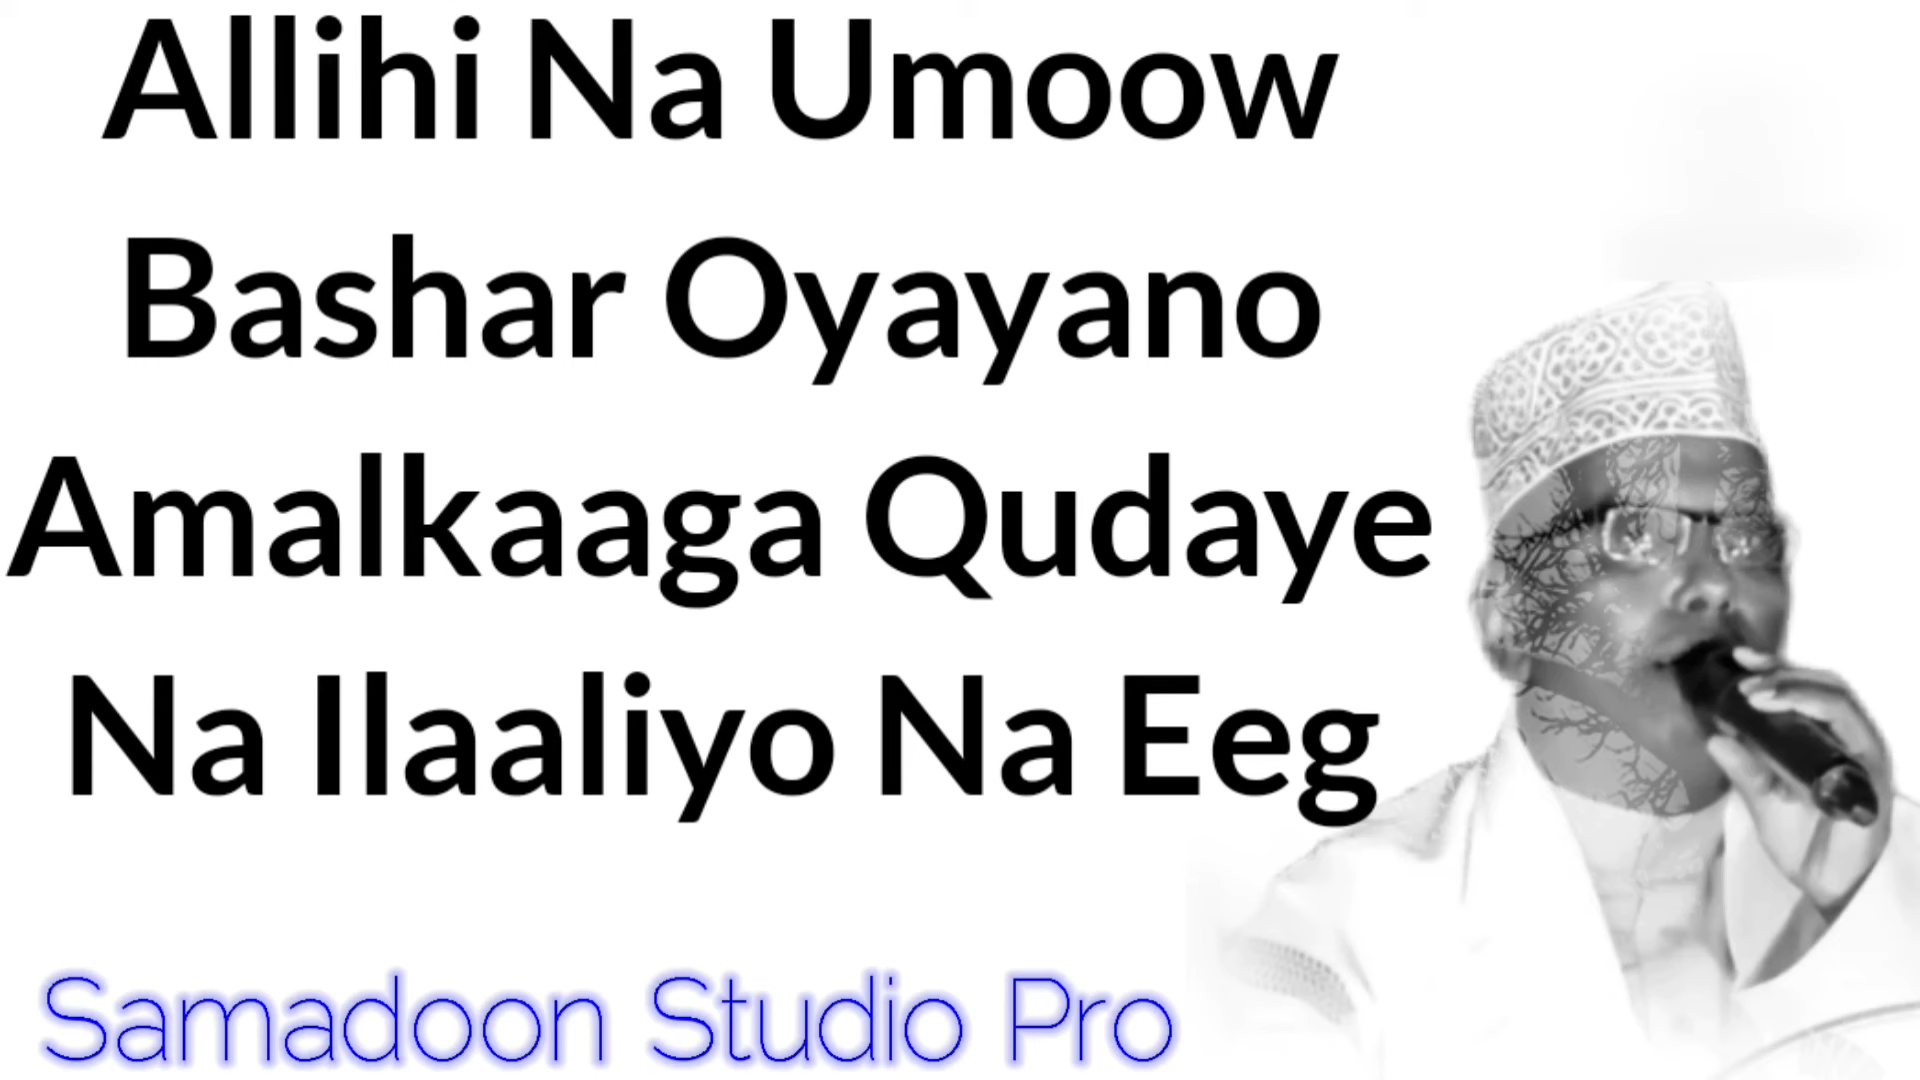 Allihi Na Umoow
Bashar Oyayano
Amalkaaga Qudaye
Na Ilaaliyo Na Eeg
Samadoon Studio Pro